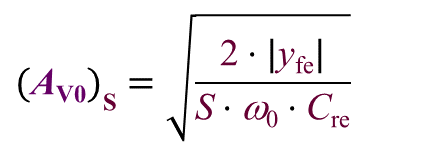 (A_V0)_S = √(2 · |y_fe| / (S · ω_0 · C_re))